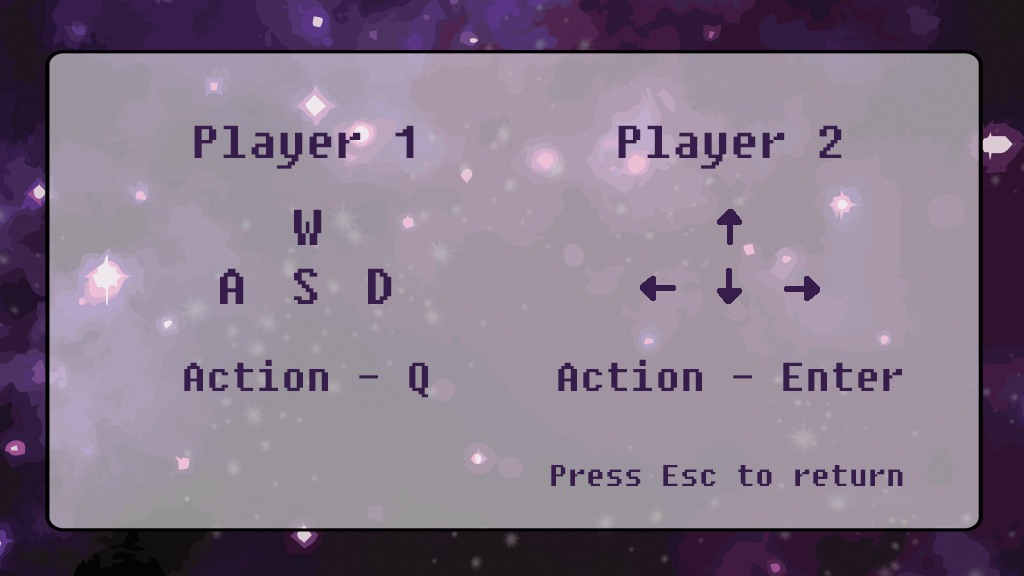 Player 1
W
A S D
Action - Q
Player 2
↑
← ↓ →
Action - Enter
Press Esc to return